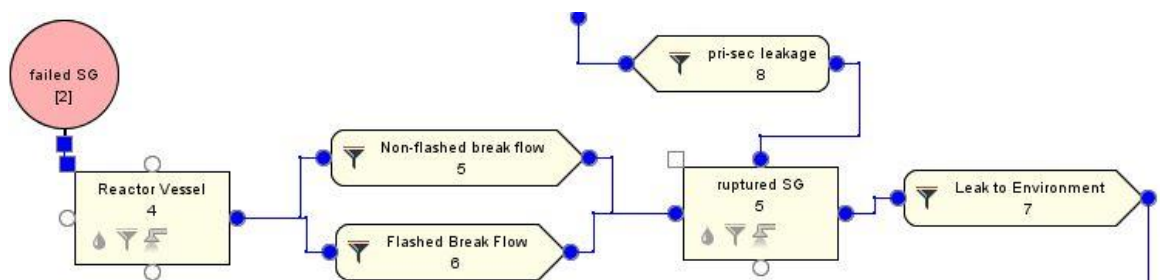 failed SG
[2]
pri-sec leakage
8
Non-flashed break flow
5
Reactor Vessel
4
ruptured SG
5
Leak to Environment
7
Flashed Break Flow
6